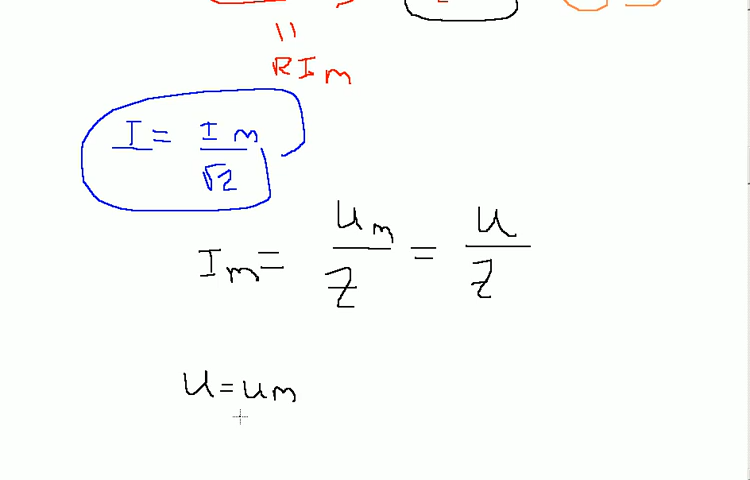 =
RIm
I = Im/√2
Im = um/Z = u/Z
u = um